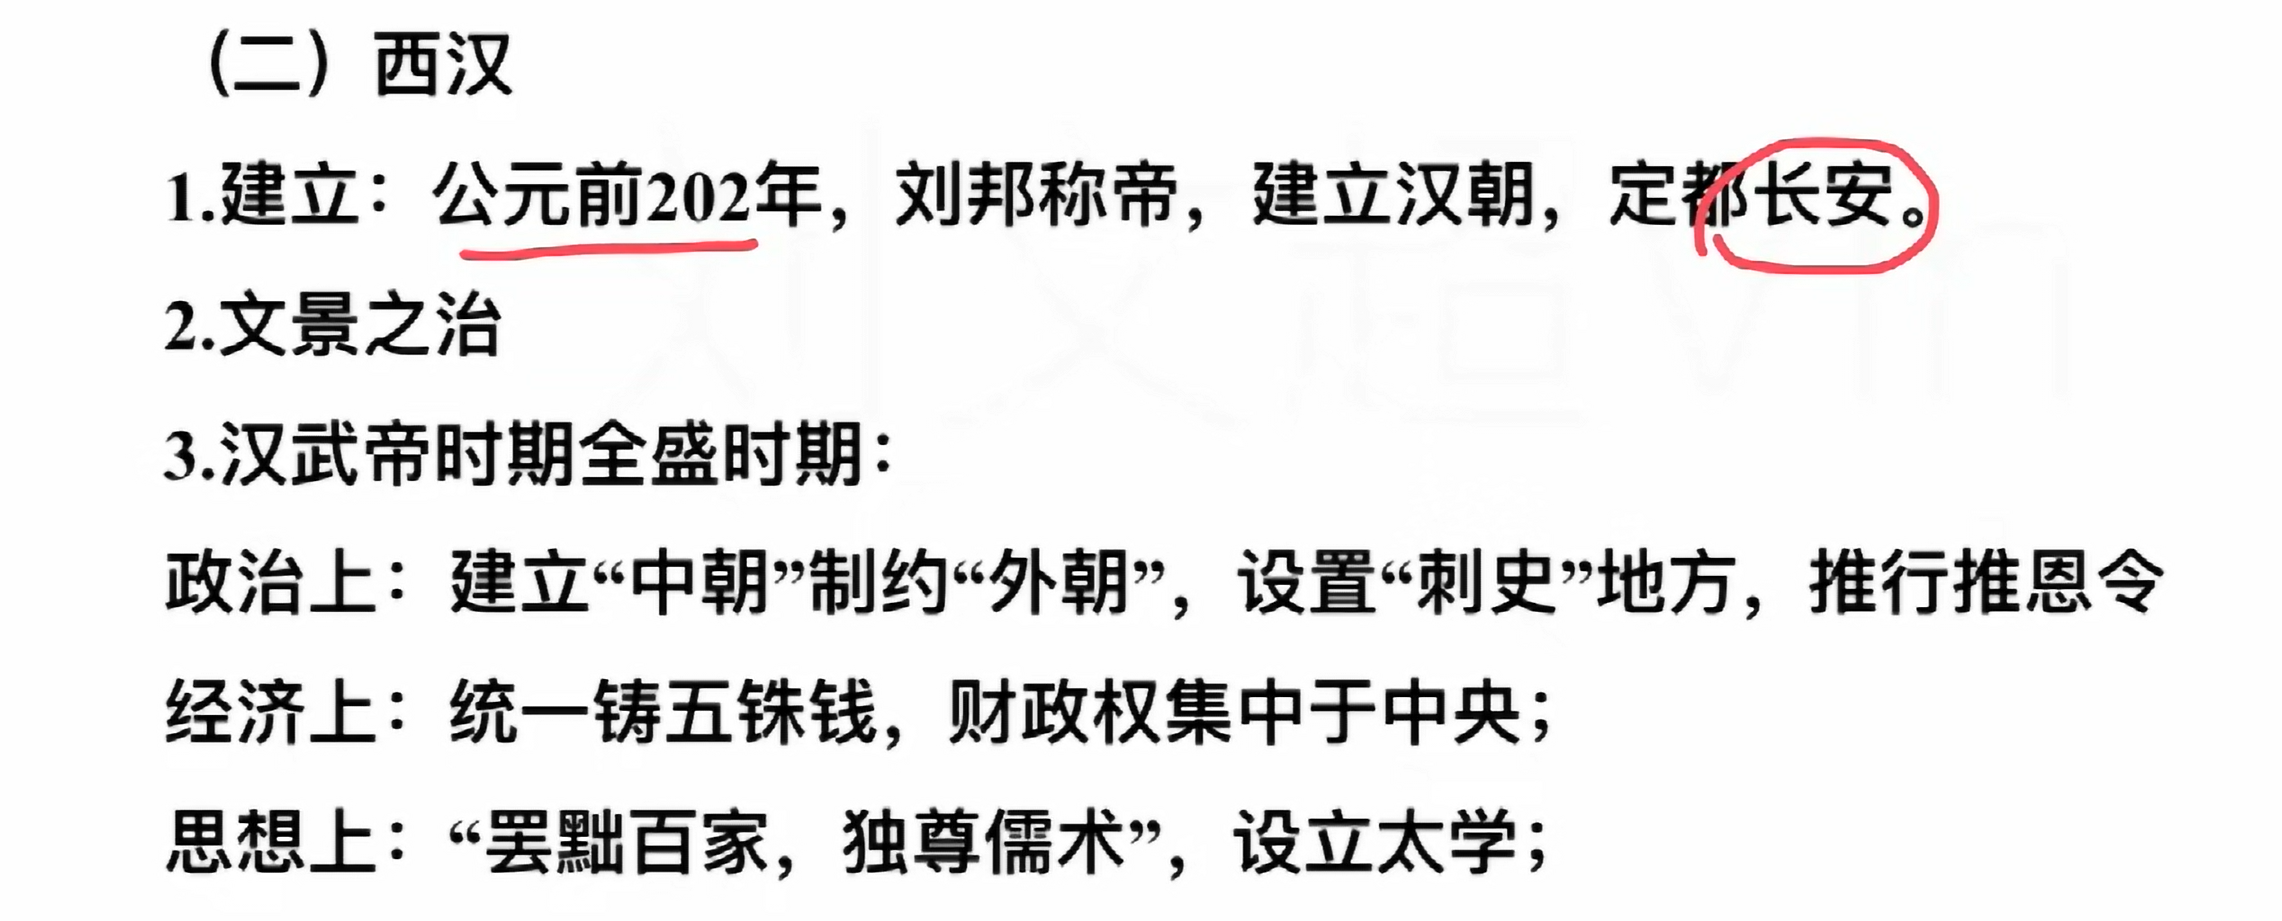 （二）西汉
1.建立：公元前202年，刘邦称帝，建立汉朝，定都长安。
2.文景之治
3.汉武帝时期全盛时期：
政治上：建立“中朝”制约“外朝”，设置“刺史”地方，推行推恩令
经济上：统一铸五铢钱，财政权集中于中央；
思想上：“罢黜百家，独尊儒术”，设立太学；